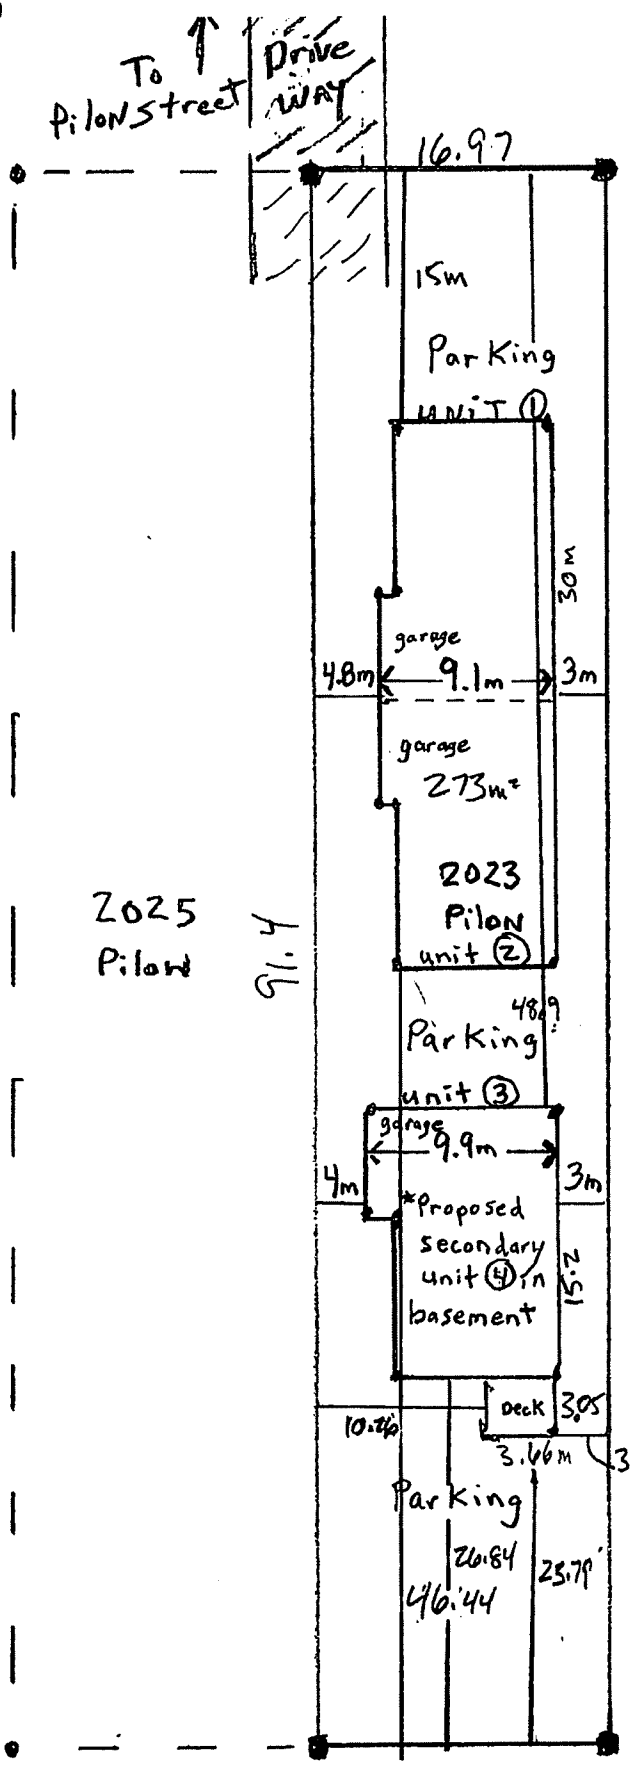 To
Pilon Street
Drive
WAY
16.97
15m
Parking
UNIT ①
30m
garage
4.8m
9.1m
3m
garage
273m²
2023
Pilon
unit ②
2025
Pilon
91.4
48.9
Parking
unit ③
garage
9.9m
4m
3m
*Proposed
secondary
unit ④ in
basement
15.2
Deck
3.05
10.26
3.66m
3
Parking
26.84
23.79
46.44